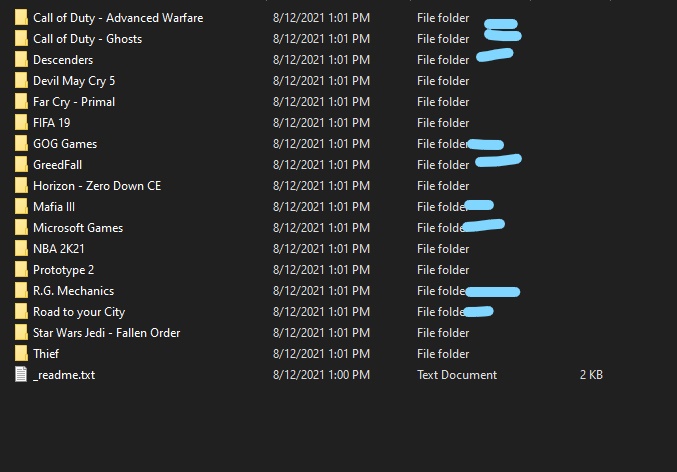 Call of Duty - Advanced Warfare 8/12/2021 1:01 PM File folder
Call of Duty - Ghosts 8/12/2021 1:01 PM File folder
Descenders 8/12/2021 1:01 PM File folder
Devil May Cry 5 8/12/2021 1:01 PM File folder
Far Cry - Primal 8/12/2021 1:01 PM File folder
FIFA 19 8/12/2021 1:01 PM File folder
GOG Games 8/12/2021 1:01 PM File folder
GreedFall 8/12/2021 1:01 PM File folder
Horizon - Zero Down CE 8/12/2021 1:01 PM File folder
Mafia III 8/12/2021 1:01 PM File folder
Microsoft Games 8/12/2021 1:01 PM File folder
NBA 2K21 8/12/2021 1:01 PM File folder
Prototype 2 8/12/2021 1:01 PM File folder
R.G. Mechanics 8/12/2021 1:01 PM File folder
Road to your City 8/12/2021 1:01 PM File folder
Star Wars Jedi - Fallen Order 8/12/2021 1:01 PM File folder
Thief 8/12/2021 1:01 PM File folder
_readme.txt 8/12/2021 1:00 PM Text Document 2 KB